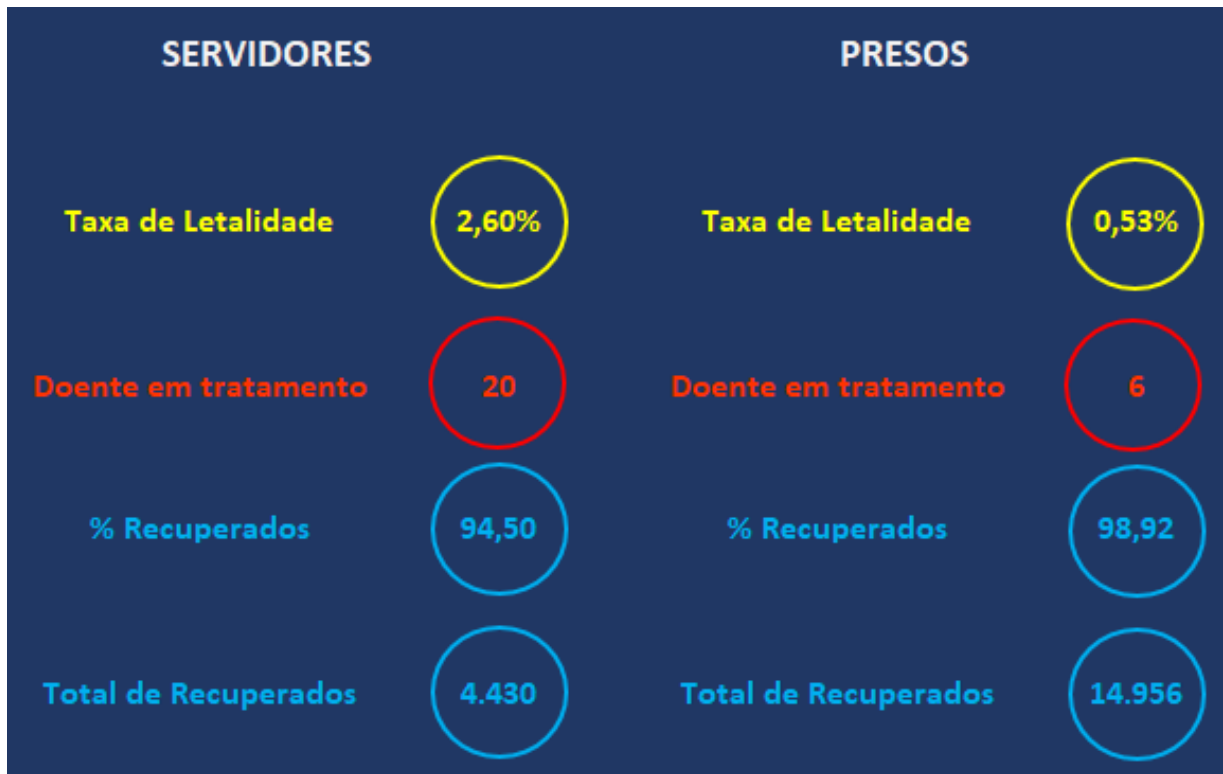 SERVIDORES
Taxa de Letalidade 2,60%
Doente em tratamento 20
% Recuperados 94,50
Total de Recuperados 4.430
PRESOS
Taxa de Letalidade 0,53%
Doente em tratamento 6
% Recuperados 98,92
Total de Recuperados 14.956